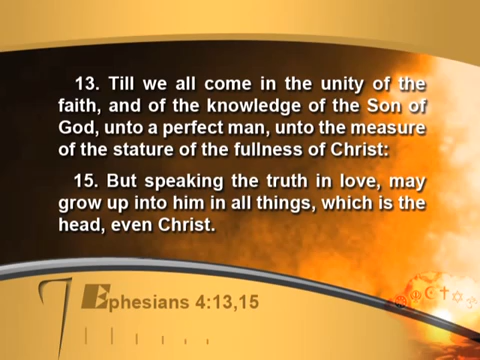 13. Till we all come in the unity of the
faith, and of the knowledge of the Son of
God, unto a perfect man, unto the measure
of the stature of the fullness of Christ:
15. But speaking the truth in love, may
grow up into him in all things, which is the
head, even Christ.
Ephesians 4:13,15